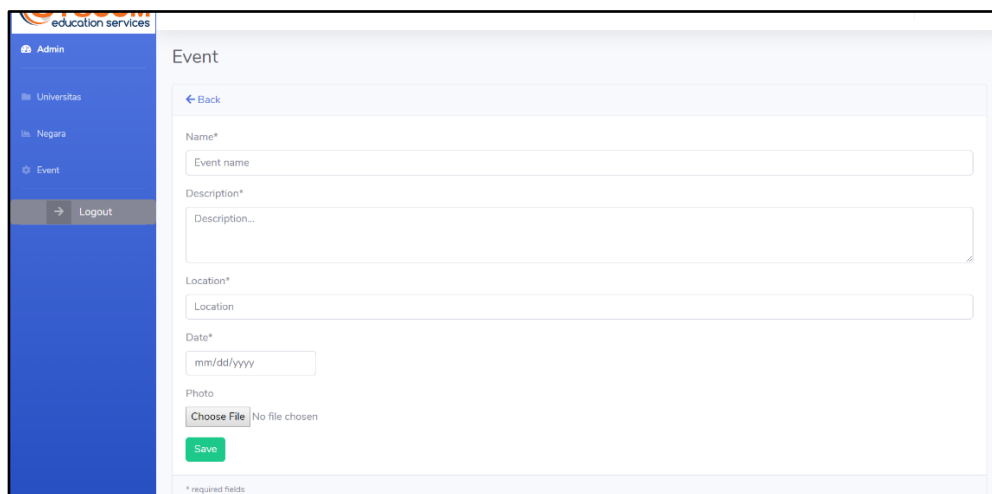 education services
Admin
Universitas
Negara
Event
Logout
Event
Back
Name*
Event name
Description*
Description...
Location*
Location
Date*
mm/dd/yyyy
Photo
Choose File No file chosen
Save
* required fields